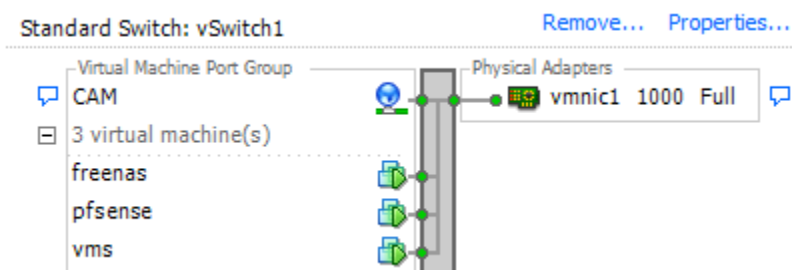 Standard Switch: vSwitch1 Remove... Properties...
Virtual Machine Port Group Physical Adapters
CAM vmnic1 1000 Full
3 virtual machine(s)
freenas
pfsense
vms